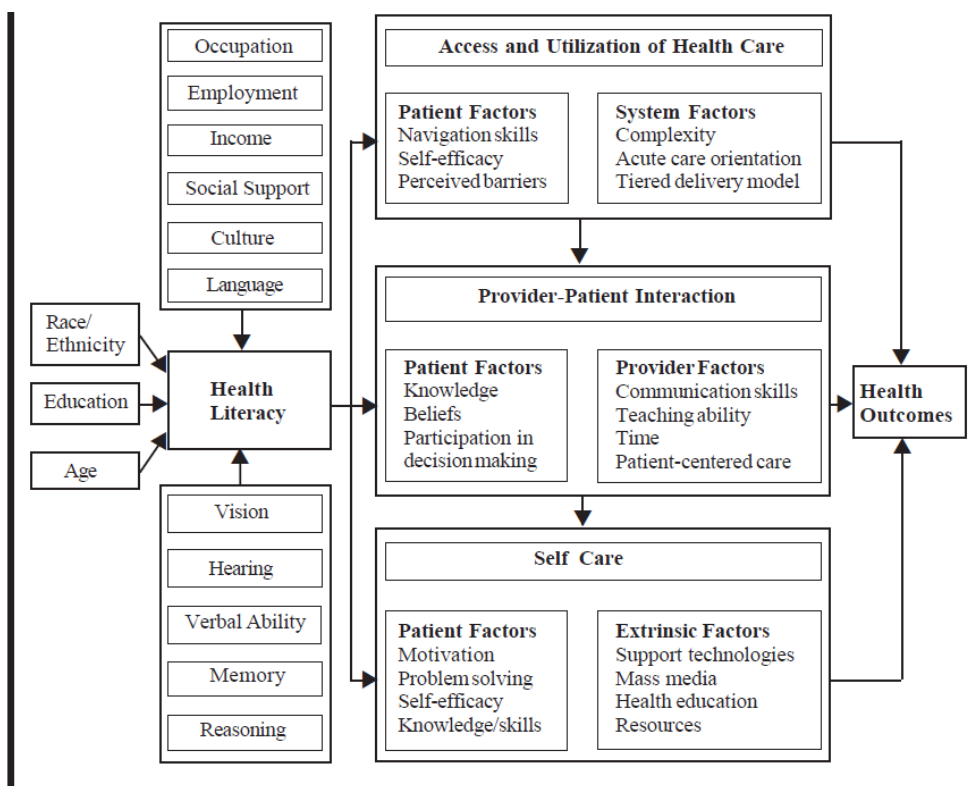 Occupation
Employment
Income
Social Support
Culture
Language
Race/
Ethnicity
Education
Age
Health
Literacy
Vision
Hearing
Verbal Ability
Memory
Reasoning
Access and Utilization of Health Care
Patient Factors
Navigation skills
Self-efficacy
Perceived barriers
System Factors
Complexity
Acute care orientation
Tiered delivery model
Provider-Patient Interaction
Patient Factors
Knowledge
Beliefs
Participation in
decision making
Provider Factors
Communication skills
Teaching ability
Time
Patient-centered care
Self Care
Patient Factors
Motivation
Problem solving
Self-efficacy
Knowledge/skills
Extrinsic Factors
Support technologies
Mass media
Health education
Resources
Health
Outcomes